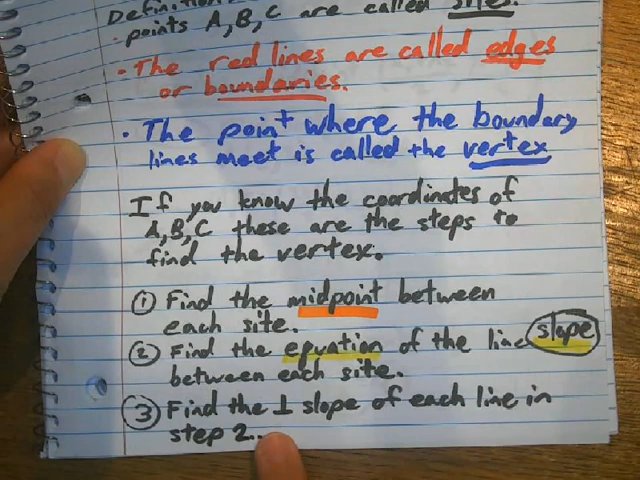 Definition
- points A,B,C are called sites.
• The red lines are called edges
or boundaries.
• The point where the boundary
lines meet is called the vertex
If you know the coordinates of
A,B,C these are the steps to
find the vertex.
① Find the midpoint between
each site.
② Find the equation of the line slope
between each site.
③ Find the ⊥ slope of each line in
step 2.